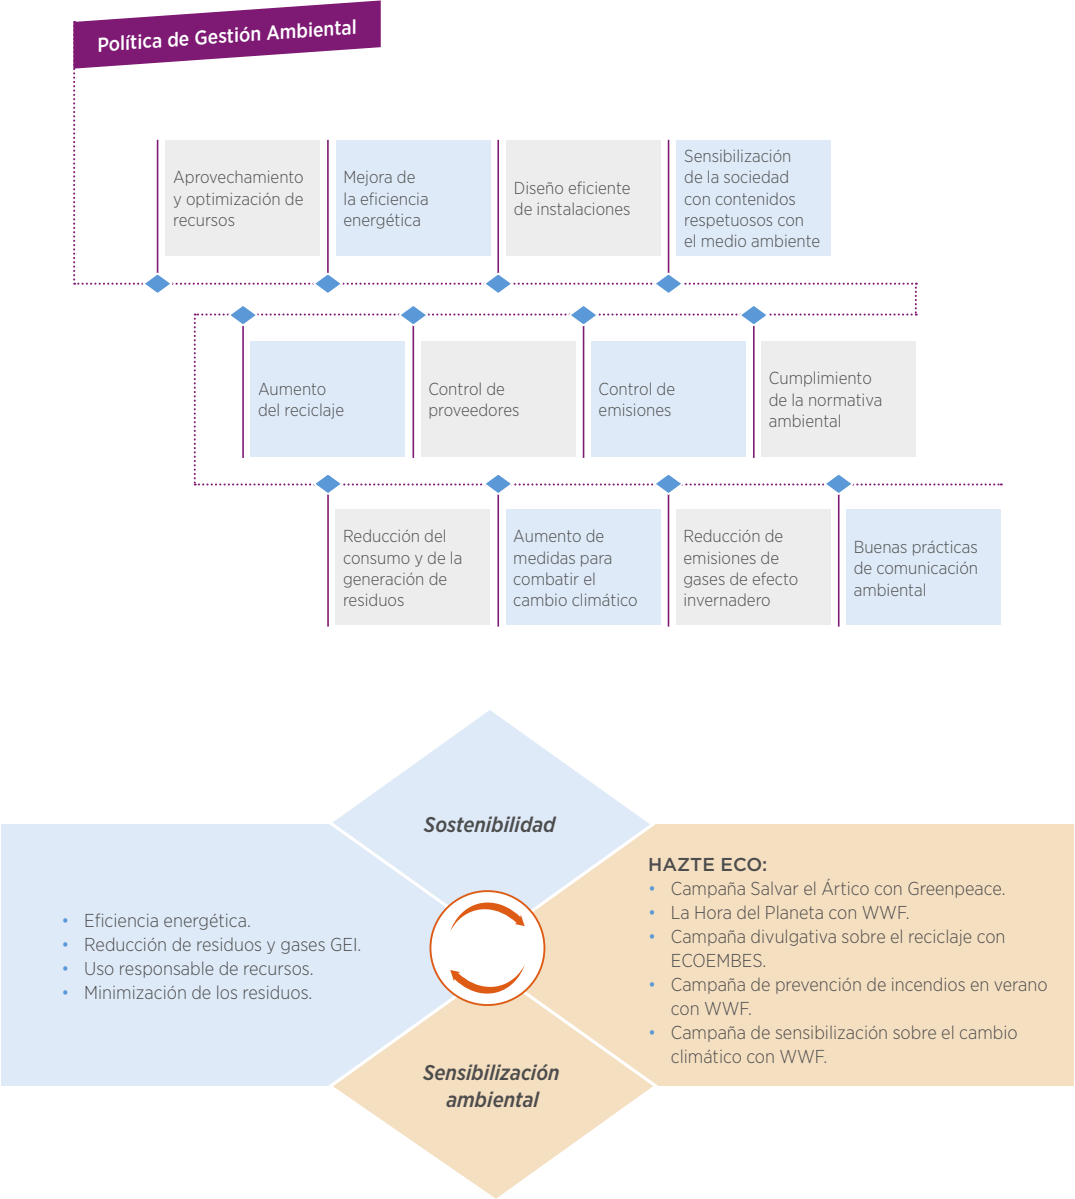 Política de Gestión Ambiental
Aprovechamiento
y optimización de
recursos
Mejora de
la eficiencia
energética
Diseño eficiente
de instalaciones
Sensibilización
de la sociedad
con contenidos
respetuosos con
el medio ambiente
Aumento
del reciclaje
Control de
proveedores
Control de
emisiones
Cumplimiento
de la normativa
ambiental
Reducción del
consumo y de la
generación de
residuos
Aumento de
medidas para
combatir el
cambio climático
Reducción de
emisiones de
gases de efecto
invernadero
Buenas prácticas
de comunicación
ambiental
Sostenibilidad
• Eficiencia energética.
• Reducción de residuos y gases GEI.
• Uso responsable de recursos.
• Minimización de los residuos.
HAZTE ECO:
• Campaña Salvar el Ártico con Greenpeace.
• La Hora del Planeta con WWF.
• Campaña divulgativa sobre el reciclaje con
ECOEMBES.
• Campaña de prevención de incendios en verano
con WWF.
• Campaña de sensibilización sobre el cambio
climático con WWF.
Sensibilización
ambiental